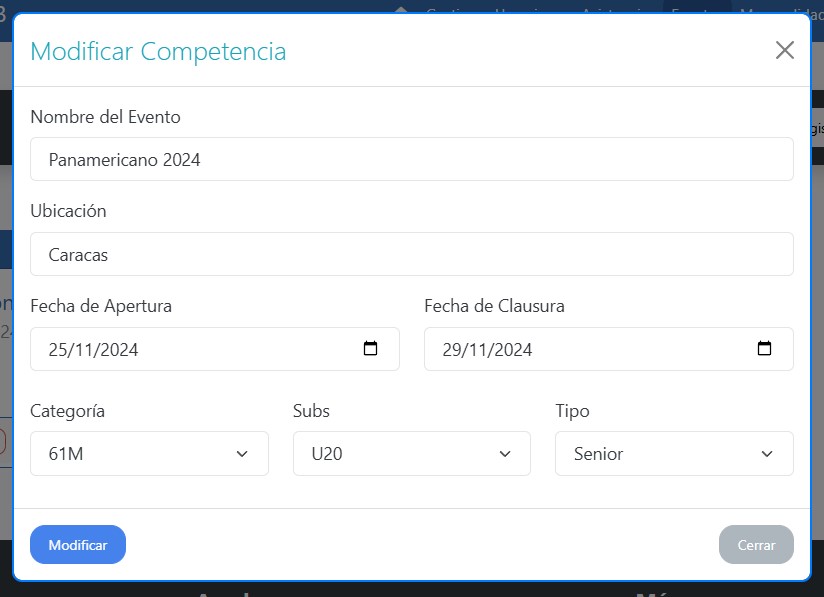 Modificar Competencia
Nombre del Evento
Panamericano 2024
Ubicación
Caracas
Fecha de Apertura
Fecha de Clausura
25/11/2024
29/11/2024
Categoría
Subs
Tipo
61M
U20
Senior
Modificar
Cerrar